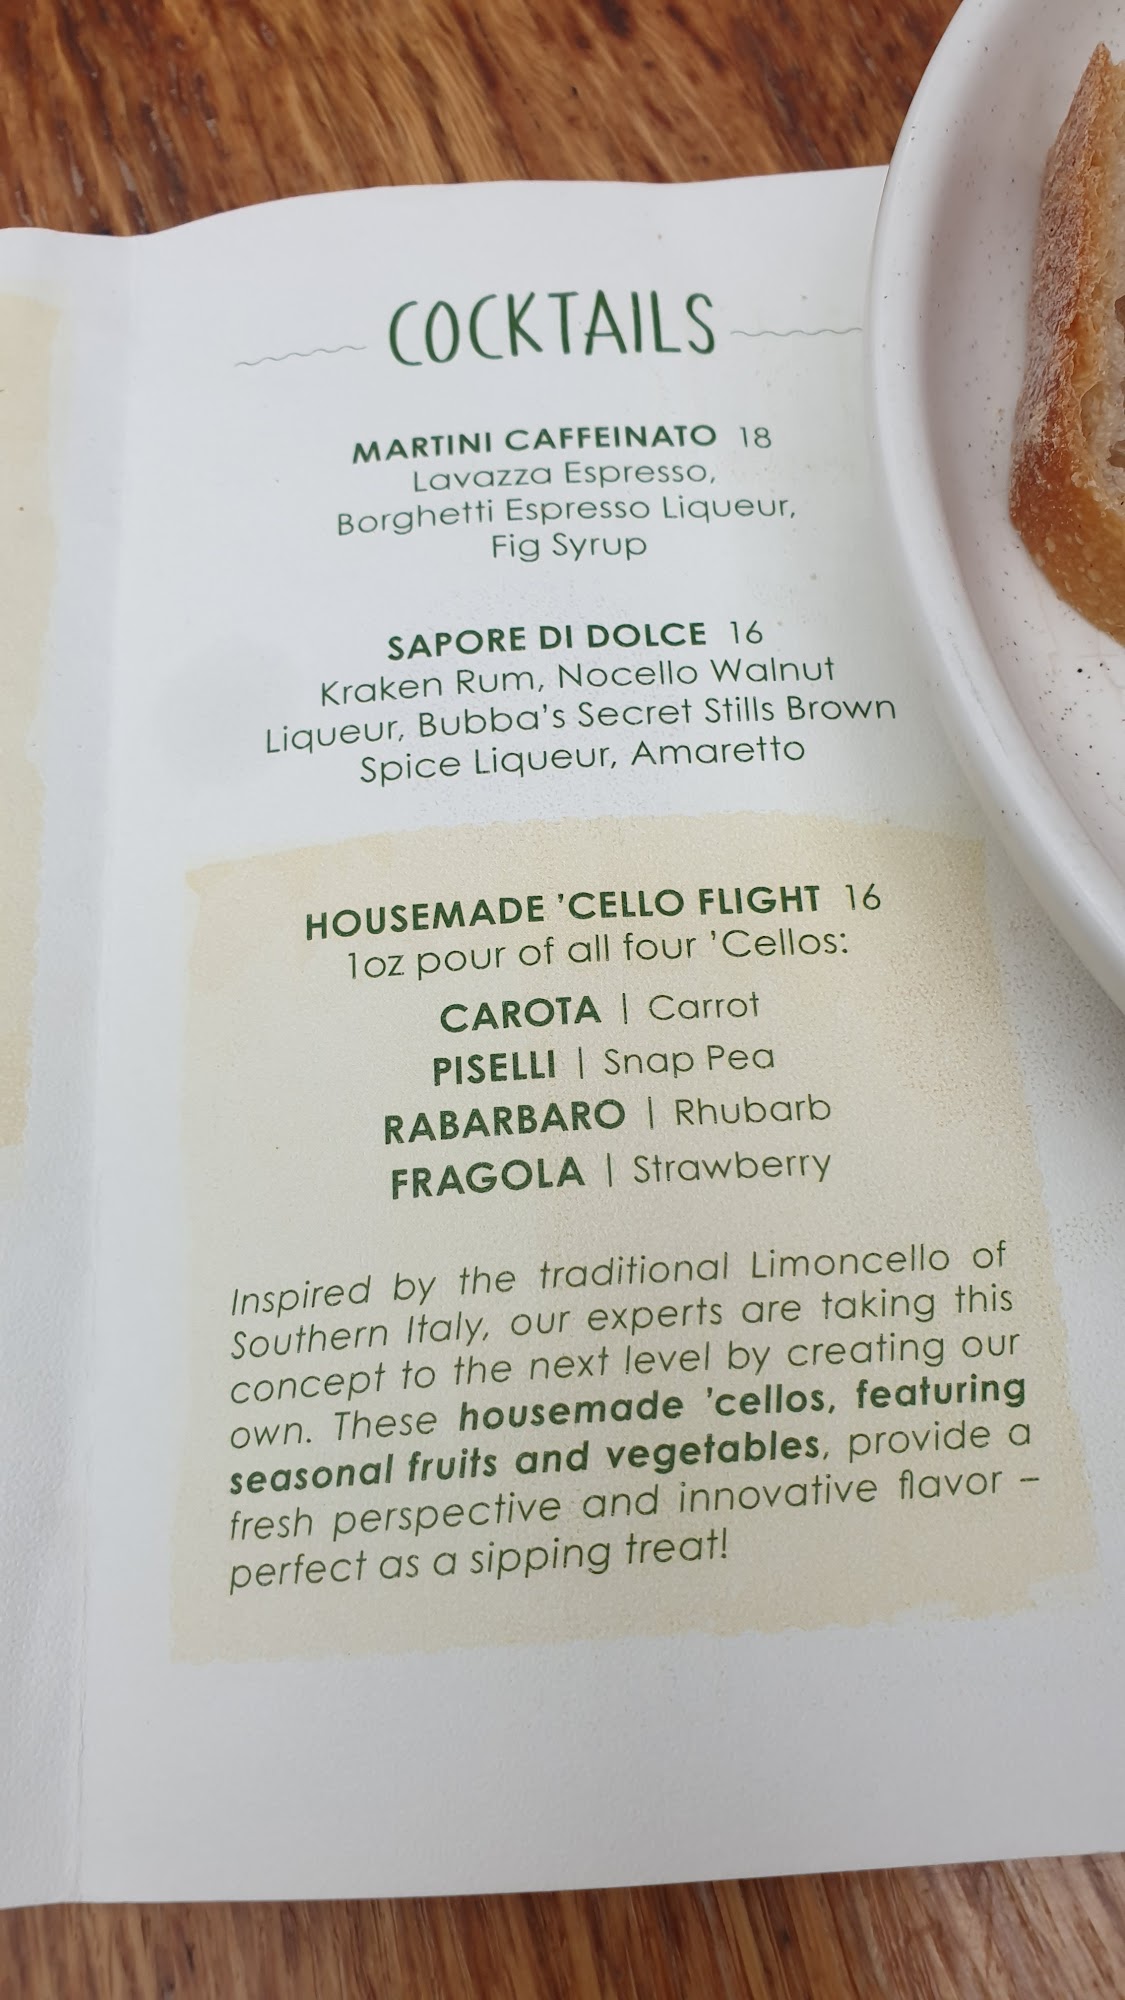 COCKTAILS
MARTINI CAFFEINATO 18
Lavazza Espresso,
Borghetti Espresso Liqueur,
Fig Syrup
SAPORE DI DOLCE 16
Kraken Rum, Nocello Walnut
Liqueur, Bubba's Secret Stills Brown
Spice Liqueur, Amaretto
HOUSEMADE 'CELLO FLIGHT 16
1oz pour of all four 'Cellos:
CAROTA | Carrot
PISELLI | Snap Pea
RABARBARO | Rhubarb
FRAGOLA | Strawberry
Inspired by the traditional Limoncello of
Southern Italy, our experts are taking this
concept to the next level by creating our
own. These housemade 'cellos, featuring
seasonal fruits and vegetables, provide a
fresh perspective and innovative flavor –
perfect as a sipping treat!